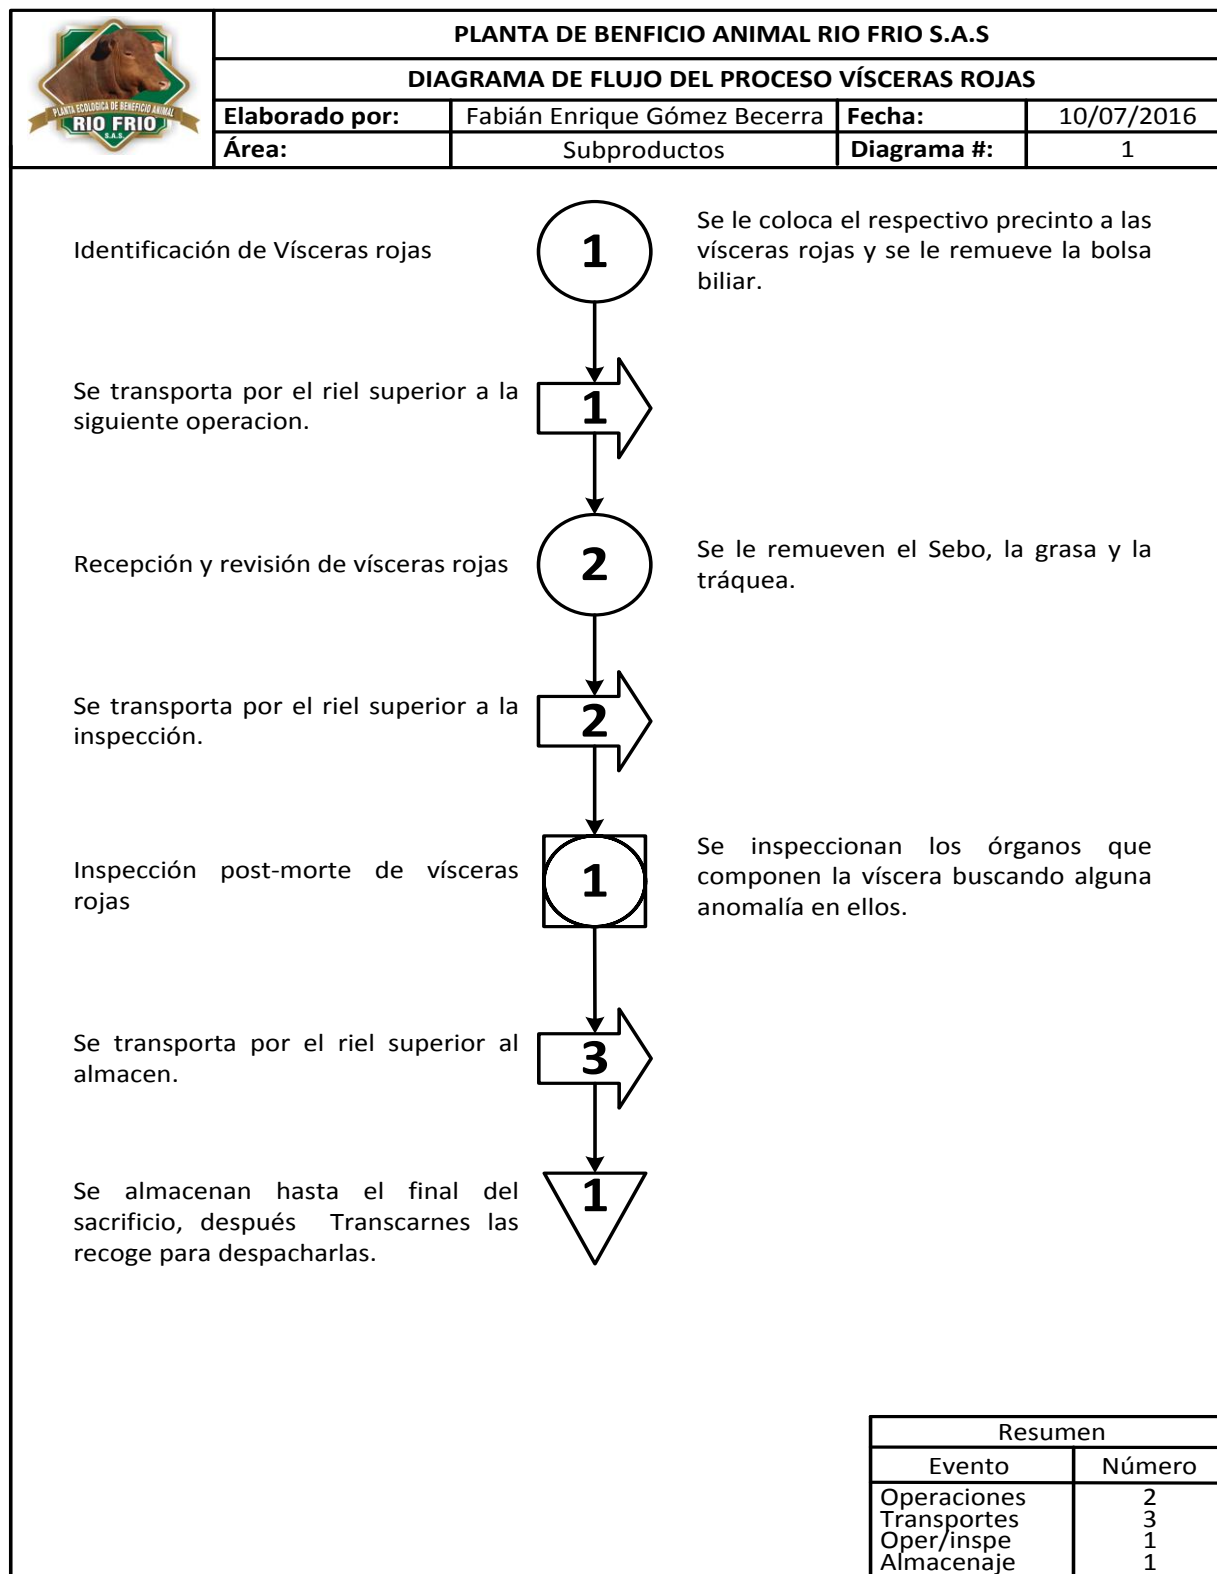 PLANTA ECOLOGICA DE BENEFICIO ANIMAL
RIO FRIO
S.A.S.
PLANTA DE BENFICIO ANIMAL RIO FRIO S.A.S
DIAGRAMA DE FLUJO DEL PROCESO VÍSCERAS ROJAS
Elaborado por: Fabián Enrique Gómez Becerra Fecha: 10/07/2016
Área: Subproductos Diagrama #: 1
Identificación de Vísceras rojas
1
Se le coloca el respectivo precinto a las
vísceras rojas y se le remueve la bolsa
biliar.
Se transporta por el riel superior a la
siguiente operacion.
1
Recepción y revisión de vísceras rojas
2
Se le remueven el Sebo, la grasa y la
tráquea.
Se transporta por el riel superior a la
inspección.
2
Inspección post-morte de vísceras
rojas
1
Se inspeccionan los órganos que
componen la víscera buscando alguna
anomalía en ellos.
Se transporta por el riel superior al
almacen.
3
Se almacenan hasta el final del
sacrificio, después Transcarnes las
recoge para despacharlas.
1
Resumen
Evento Número
Operaciones 2
Transportes 3
Oper/inspe 1
Almacenaje 1